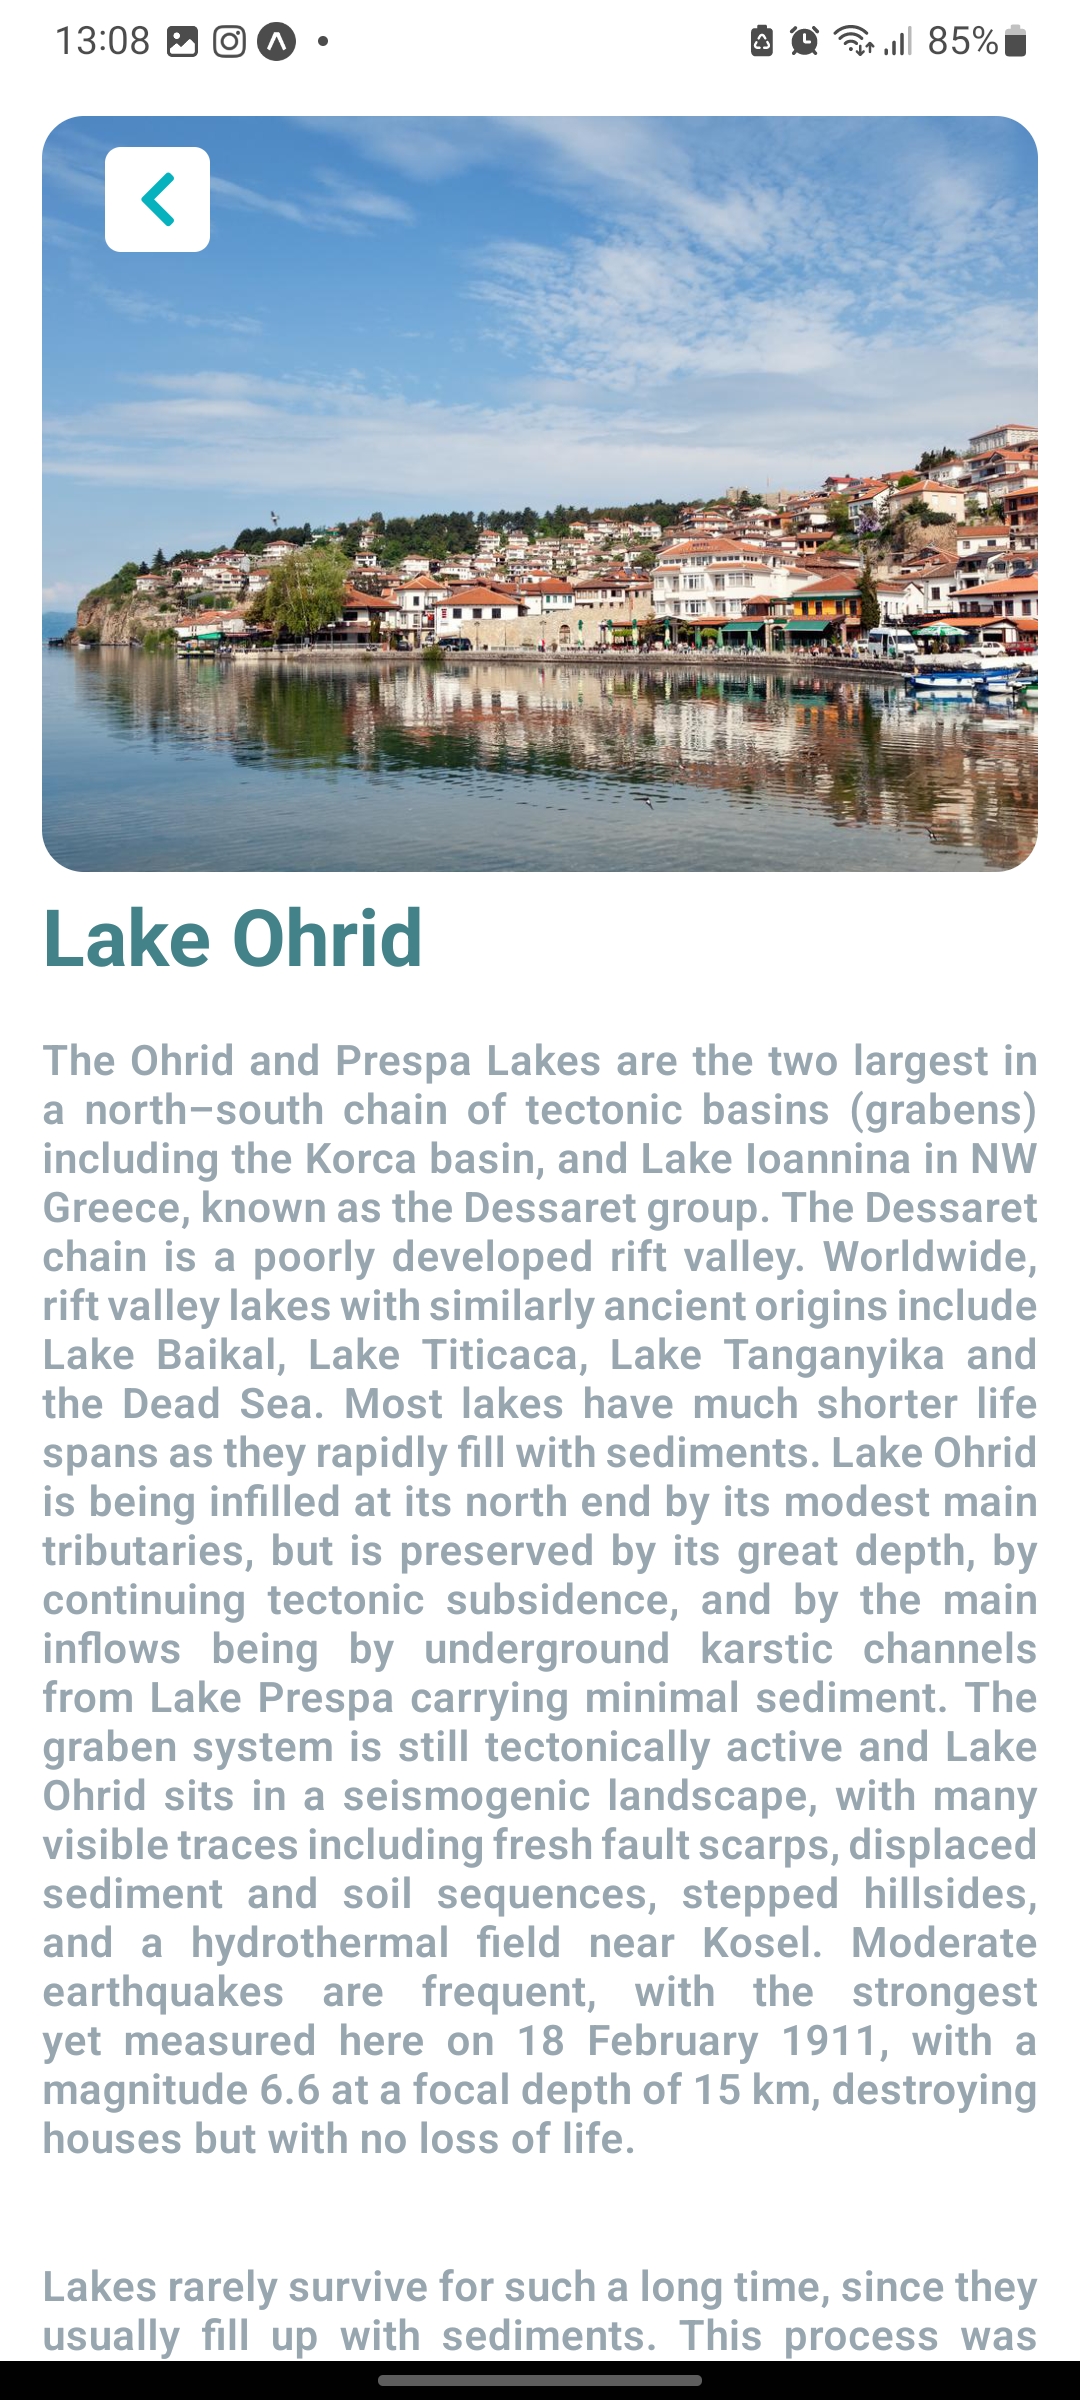 13:08
85%
Lake Ohrid
The Ohrid and Prespa Lakes are the two largest in
a north–south chain of tectonic basins (grabens)
including the Korca basin, and Lake Ioannina in NW
Greece, known as the Dessaret group. The Dessaret
chain is a poorly developed rift valley. Worldwide,
rift valley lakes with similarly ancient origins include
Lake Baikal, Lake Titicaca, Lake Tanganyika and
the Dead Sea. Most lakes have much shorter life
spans as they rapidly fill with sediments. Lake Ohrid
is being infilled at its north end by its modest main
tributaries, but is preserved by its great depth, by
continuing tectonic subsidence, and by the main
inflows being by underground karstic channels
from Lake Prespa carrying minimal sediment. The
graben system is still tectonically active and Lake
Ohrid sits in a seismogenic landscape, with many
visible traces including fresh fault scarps, displaced
sediment and soil sequences, stepped hillsides,
and a hydrothermal field near Kosel. Moderate
earthquakes are frequent, with the strongest
yet measured here on 18 February 1911, with a
magnitude 6.6 at a focal depth of 15 km, destroying
houses but with no loss of life.
Lakes rarely survive for such a long time, since they
usually fill up with sediments. This process was